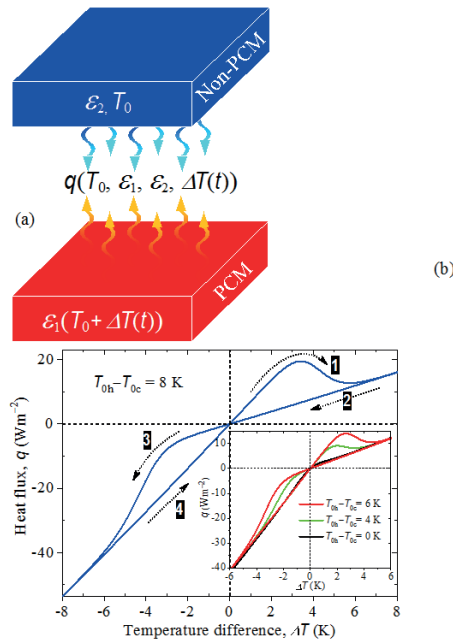 Non-PCM
ε₂, T₀
q(T₀, ε₁, ε₂, ΔT(t))
(a)
(b)
PCM
ε₁(T₀ + ΔT(t))
20
0
-20
-40
Heat flux, q (Wm⁻²)
T₀ₕ–T₀c = 8 K
1
2
3
4
10
0
-10
-20
-30
-40
q (Wm⁻²)
T₀ₕ–T₀c = 6 K
T₀ₕ–T₀c = 4 K
T₀ₕ–T₀c = 0 K
-6 -4 -2 0 2 4 6
ΔT (K)
-8 -6 -4 -2 0 2 4 6 8
Temperature difference, ΔT (K)